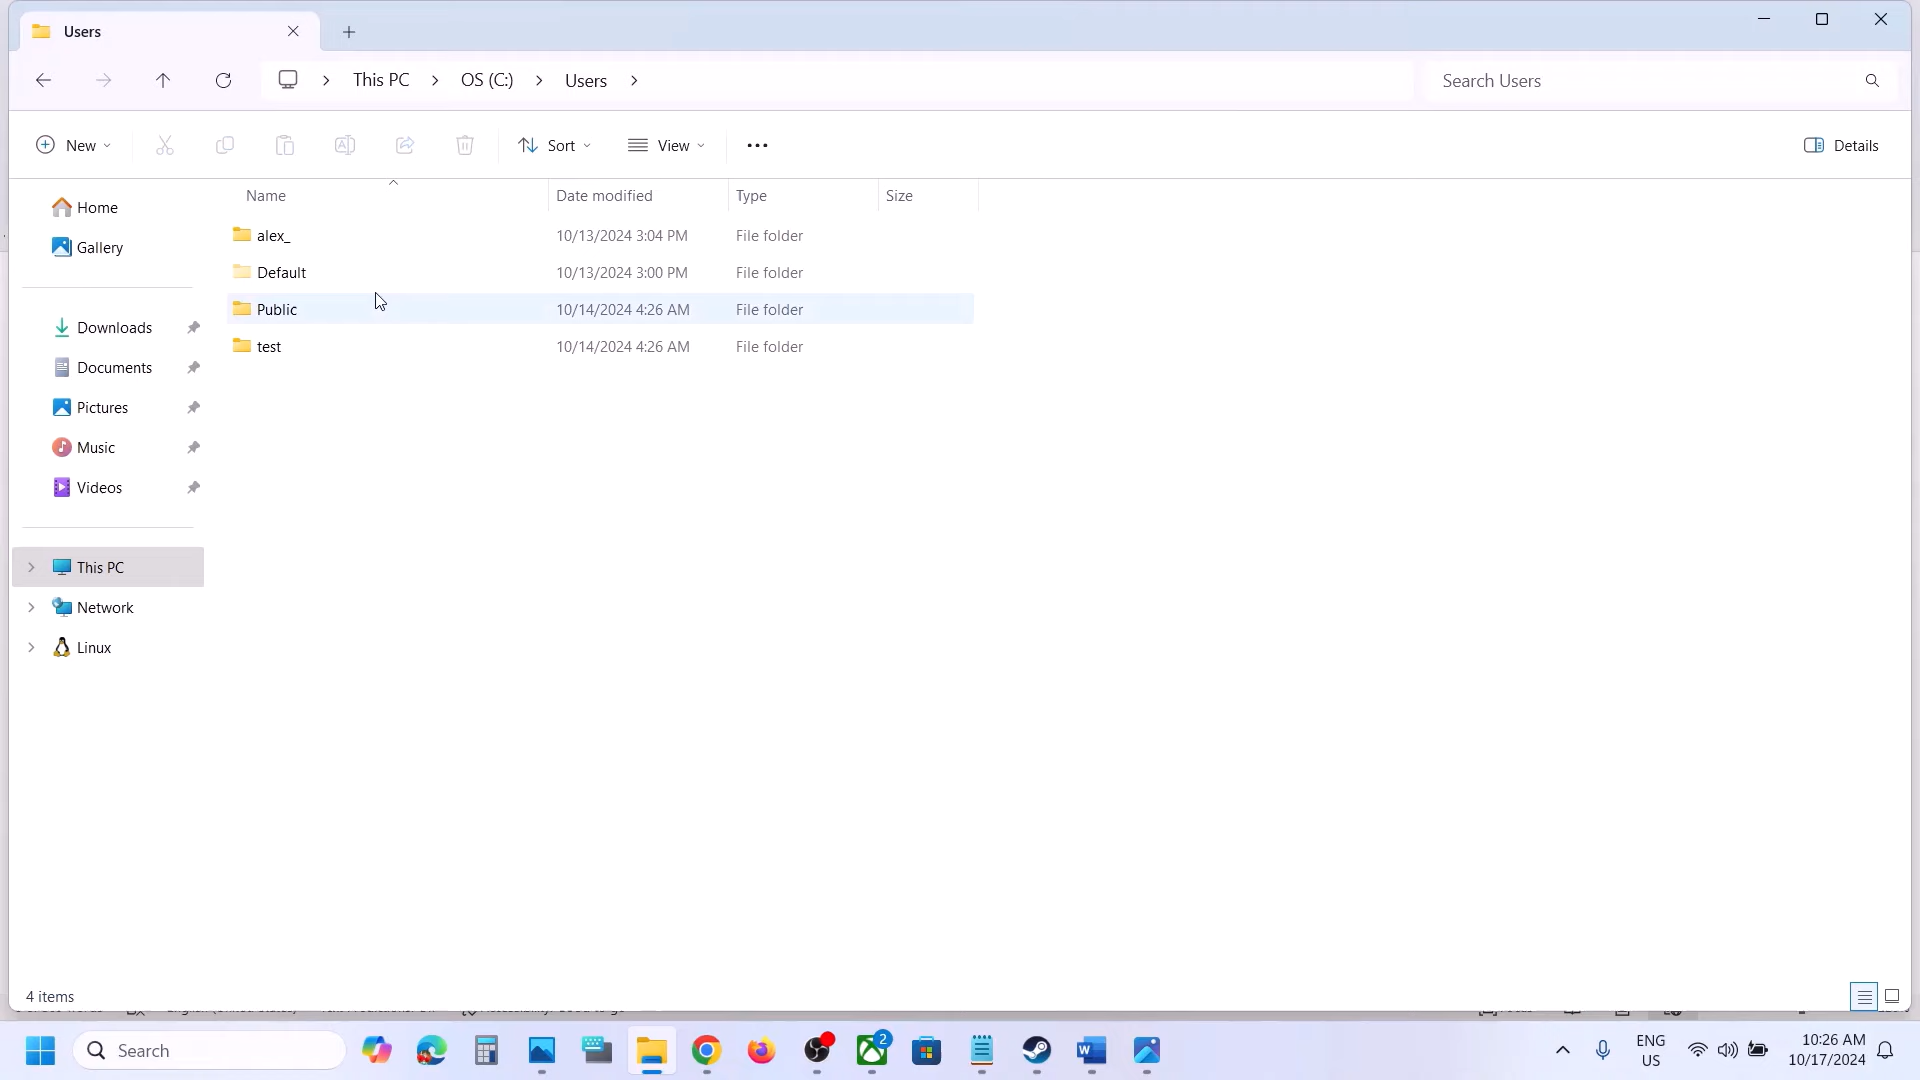 Users
This PC
OS (C:)
Users
Search Users
New
Sort
View
Details
Name
Date modified
Type
Size
Home
Gallery
Downloads
Documents
Pictures
Music
Videos
This PC
Network
Linux
alex_ 10/13/2024 3:04 PM File folder
Default 10/13/2024 3:00 PM File folder
Public 10/14/2024 4:26 AM File folder
test 10/14/2024 4:26 AM File folder
4 items
Search
2
ENG
US
10:26 AM
10/17/2024